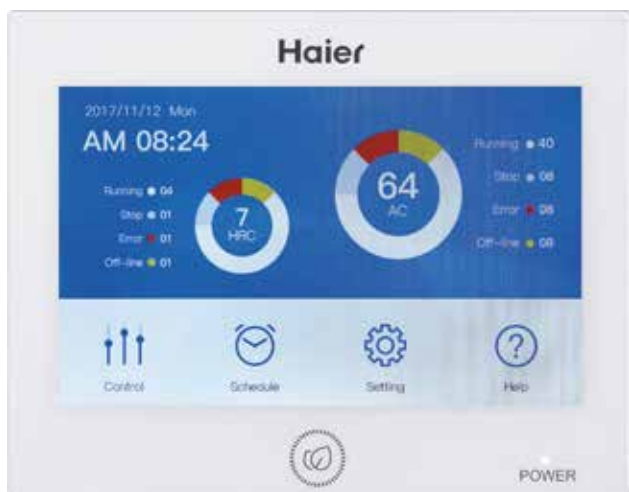 Haier
2017/11/12 Mon
AM 08:24
Running 04
Stop 01
Error 01
Off-line 01
7
HRC
64
AC
Running 40
Stop 08
Error 08
Off-line 08
Control
Schedule
Setting
Help
POWER